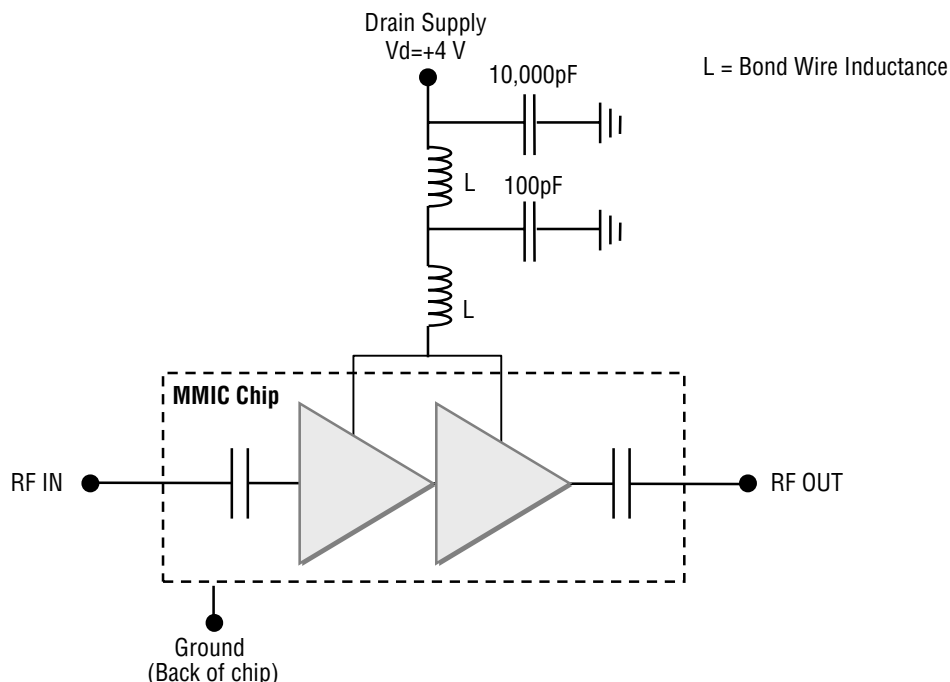 Drain Supply
Vd=+4 V
10,000pF
L = Bond Wire Inductance
L
100pF
L
MMIC Chip
RF IN
RF OUT
Ground
(Back of chip)